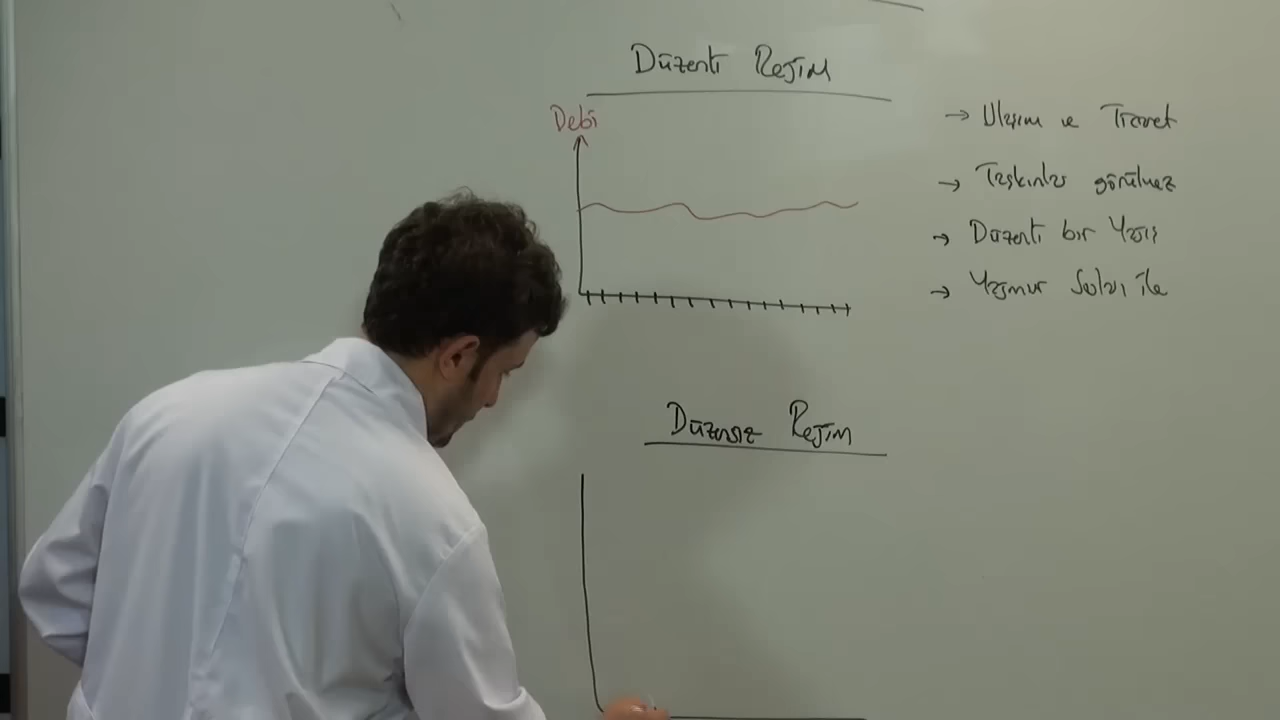 Düzenli Rejim
Debi
→ Ulaşım ve Ticaret
→ Taşkınlar görülmez
→ Düzenli bir Yağış
→ Yağmur Suları ile
Düzensiz Rejim